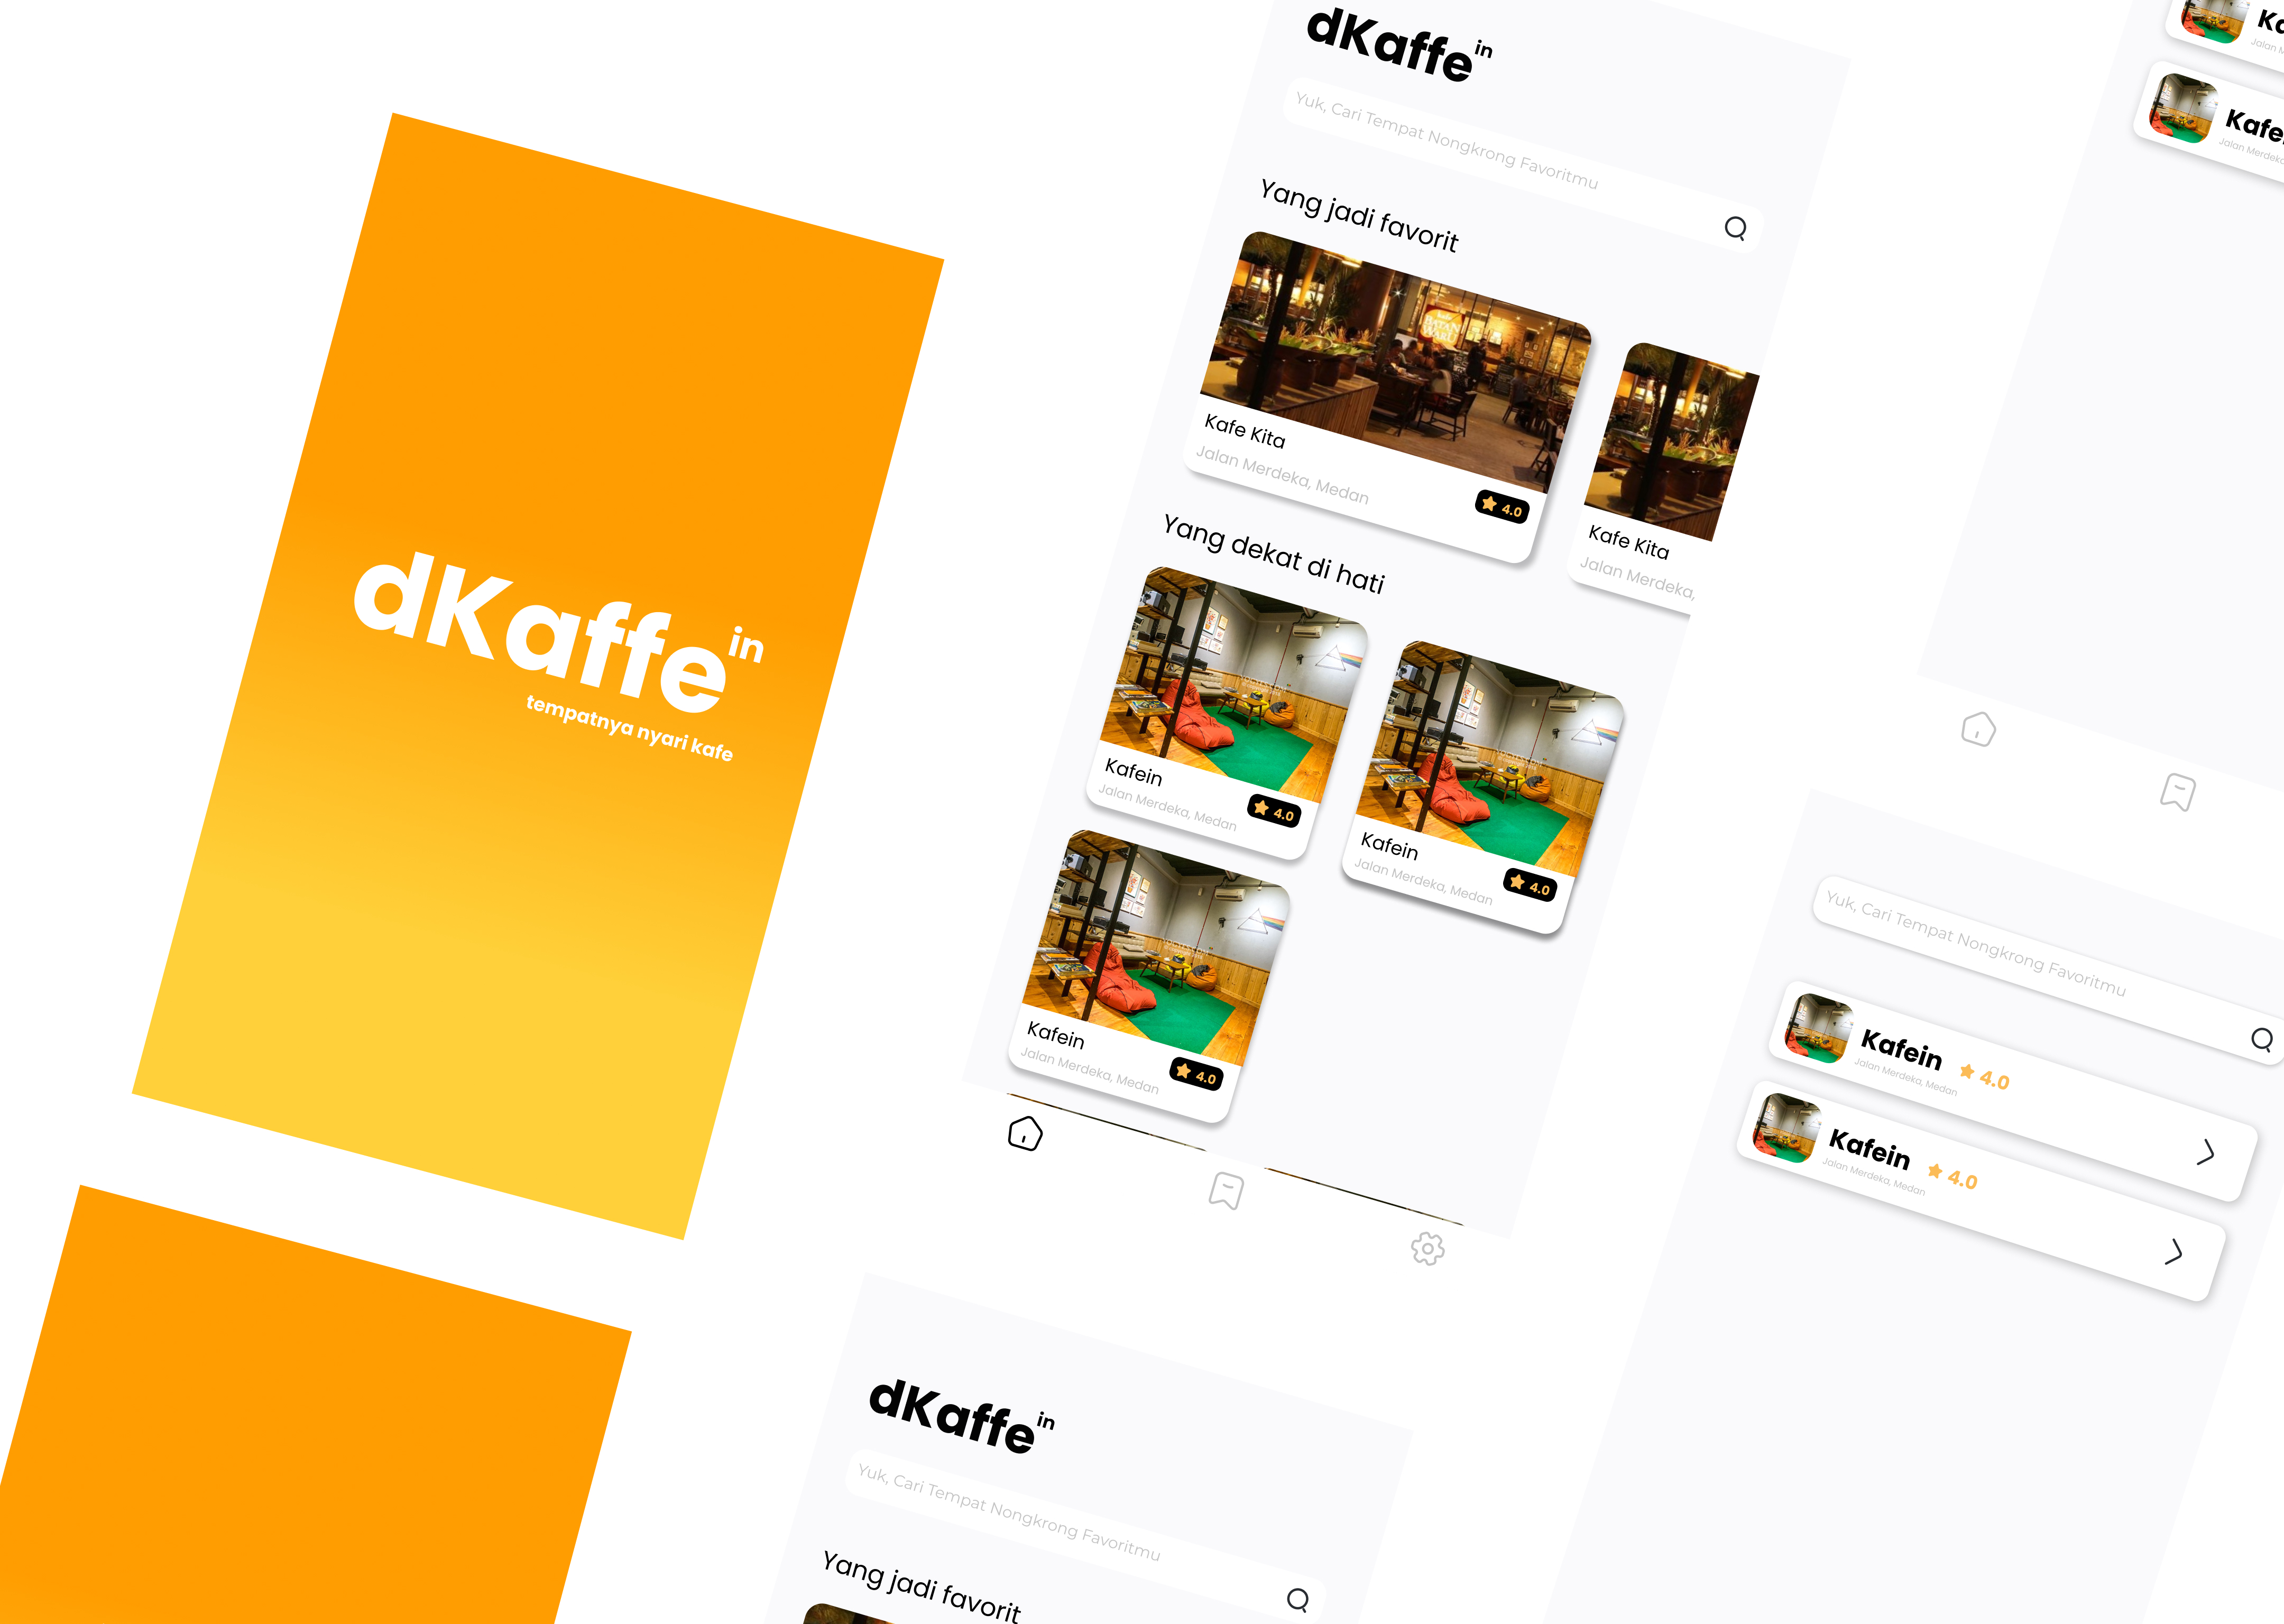 dKaffe in
tempatnya nyari kafe
dKaffe in
Yuk, Cari Tempat Nongkrong Favoritmu
Yang jadi favorit
BATAN
WARU
Kafe Kita
Jalan Merdeka, Medan
4.0
Kafe Kita
Jalan Merdeka,
Yang dekat di hati
Kafein
Jalan Merdeka, Medan
4.0
Kafein
Jalan Merdeka, Medan
4.0
Kafein
Jalan Merdeka, Medan
4.0
dKaffe in
Yuk, Cari Tempat Nongkrong Favoritmu
Yang jadi favorit
Ka
Jalan M
Kafe
Jalan Merdeka
Yuk, Cari Tempat Nongkrong Favoritmu
Kafein
4.0
Jalan Merdeka, Medan
Kafein
4.0
Jalan Merdeka, Medan